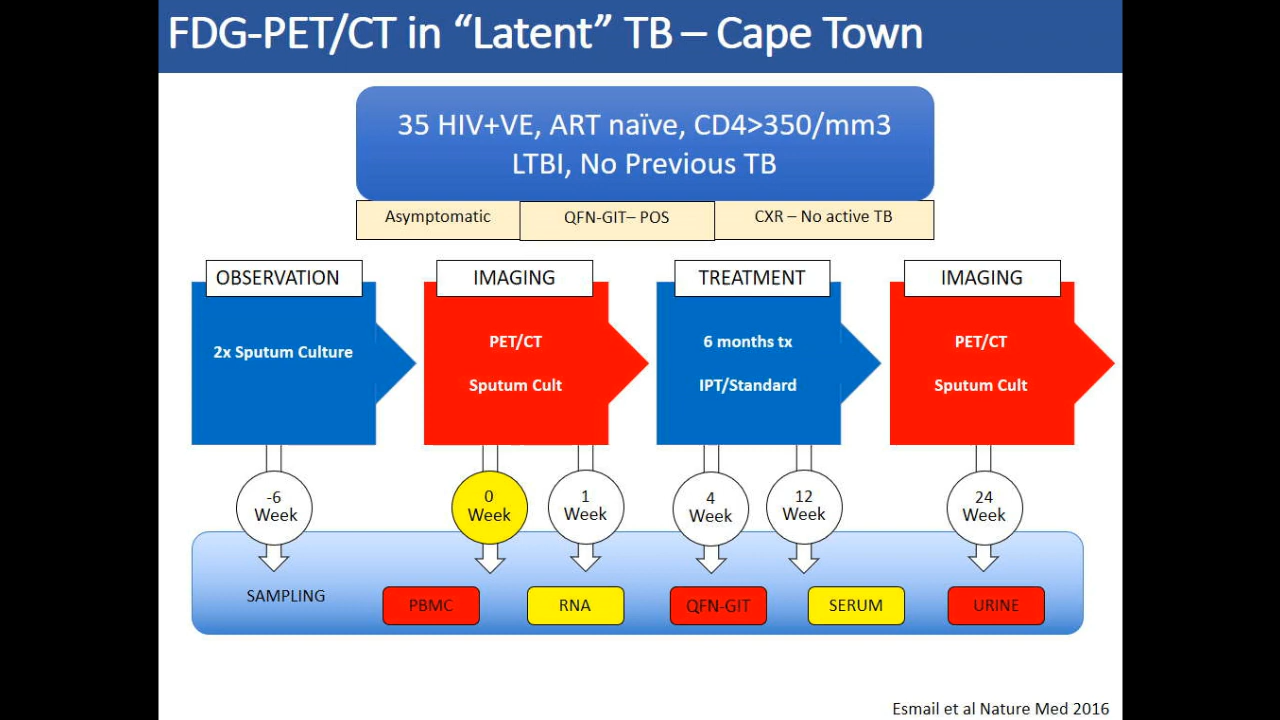 FDG-PET/CT in “Latent” TB – Cape Town
35 HIV+VE, ART naïve, CD4>350/mm3
LTBI, No Previous TB
Asymptomatic
QFN-GIT– POS
CXR – No active TB
OBSERVATION
IMAGING
TREATMENT
IMAGING
2x Sputum Culture
PET/CT
Sputum Cult
6 months tx
IPT/Standard
PET/CT
Sputum Cult
-6
Week
0
Week
1
Week
4
Week
12
Week
24
Week
SAMPLING
PBMC
RNA
QFN-GIT
SERUM
URINE
Esmail et al Nature Med 2016